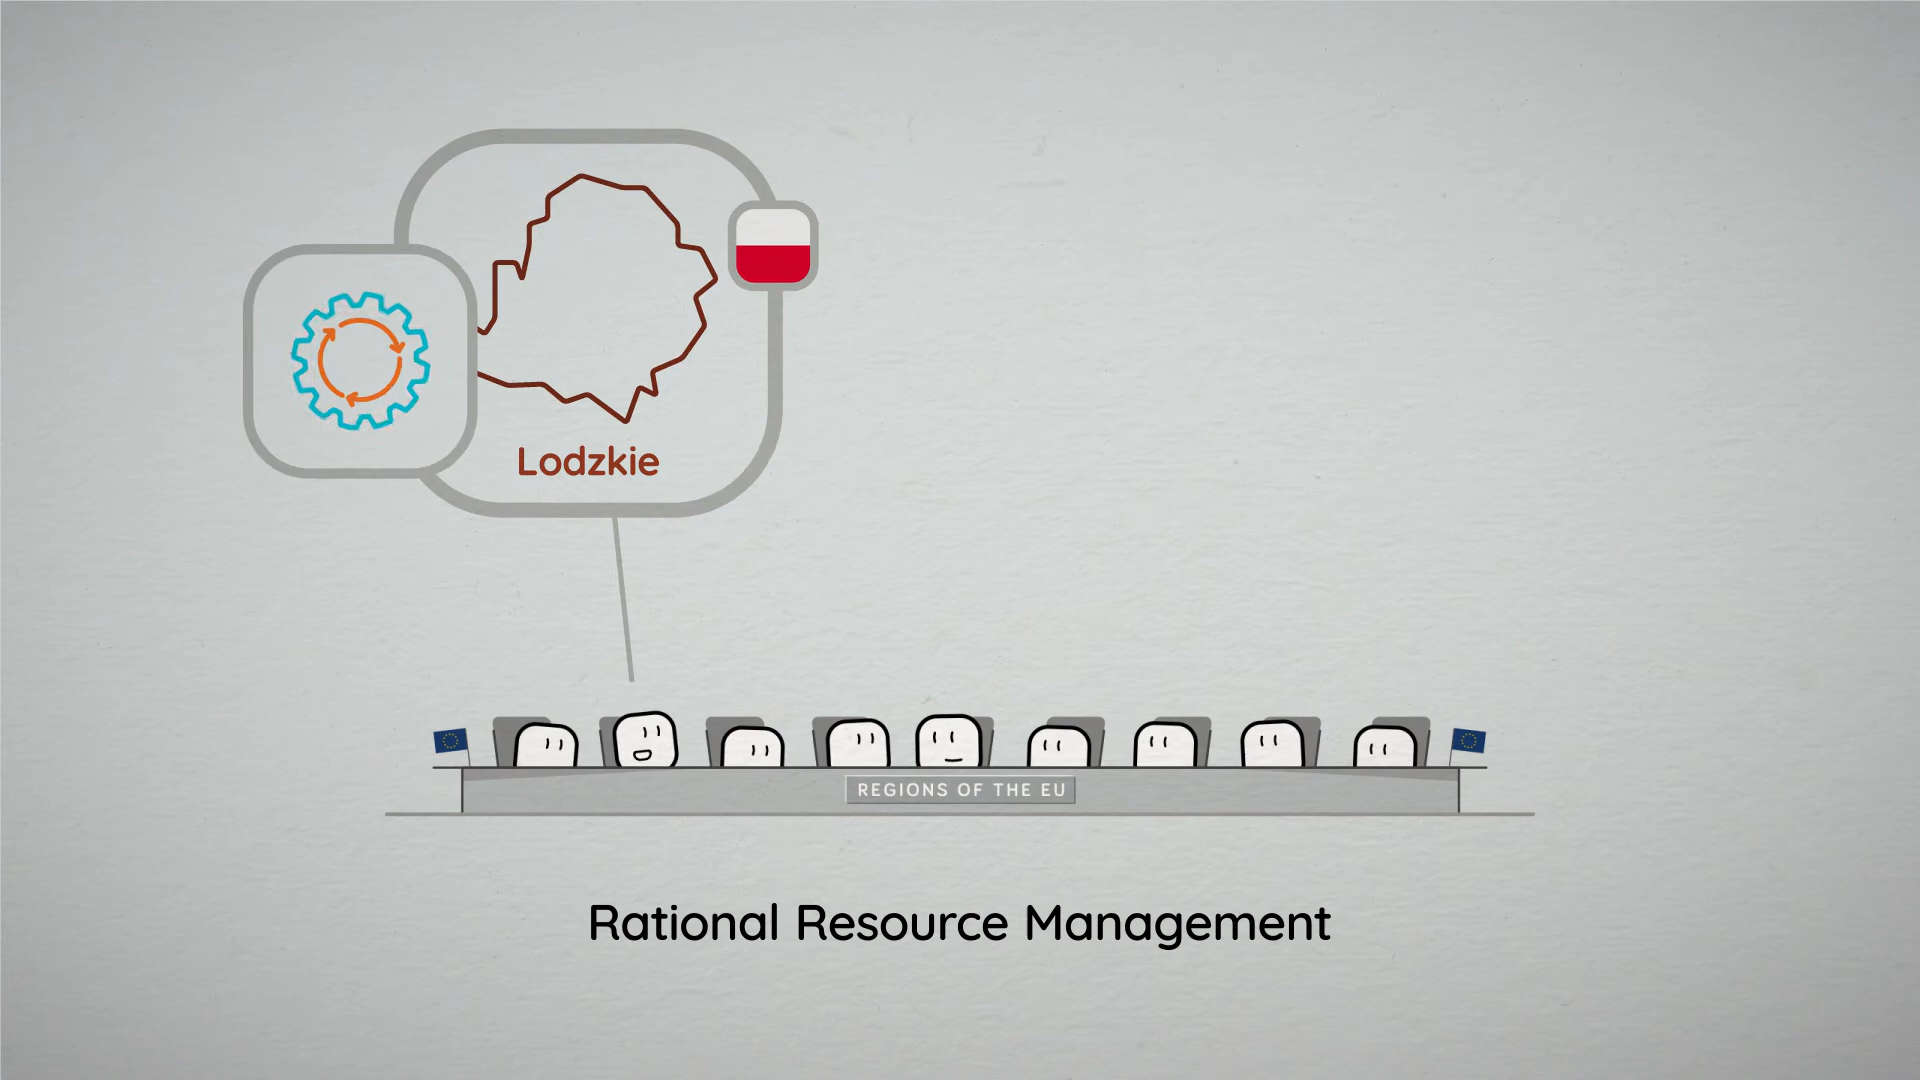 Lodzkie
REGIONS OF THE EU
Rational Resource Management